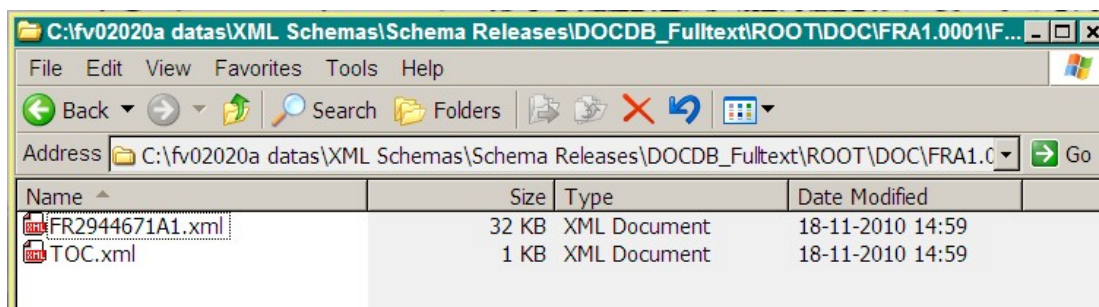 C:\fv02020a datas\XML Schemas\Schema Releases\DOCDB_Fulltext\ROOT\DOC\FRA1.0001\F...
File Edit View Favorites Tools Help
Back Search Folders
Address C:\fv02020a datas\XML Schemas\Schema Releases\DOCDB_Fulltext\ROOT\DOC\FRA1.0 Go
Name Size Type Date Modified
FR2944671A1.xml 32 KB XML Document 18-11-2010 14:59
TOC.xml 1 KB XML Document 18-11-2010 14:59